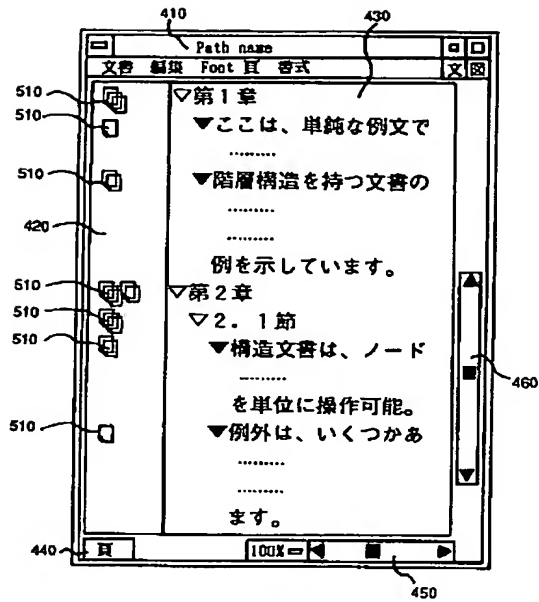 410
430
Path name
文書 編集 Font 頁 書式 文 図
510
▽第1章
510
▼ここは、単純な例文で
.........
510
▼階層構造を持つ文書の
.........
420
.........
例を示しています。
510
▽第2章
510
▽2.1節
510
▼構造文書は、ノード
460
.........
を単位に操作可能。
510
▼例外は、いくつかあ
.........
.........
ます。
440
頁 100%
450